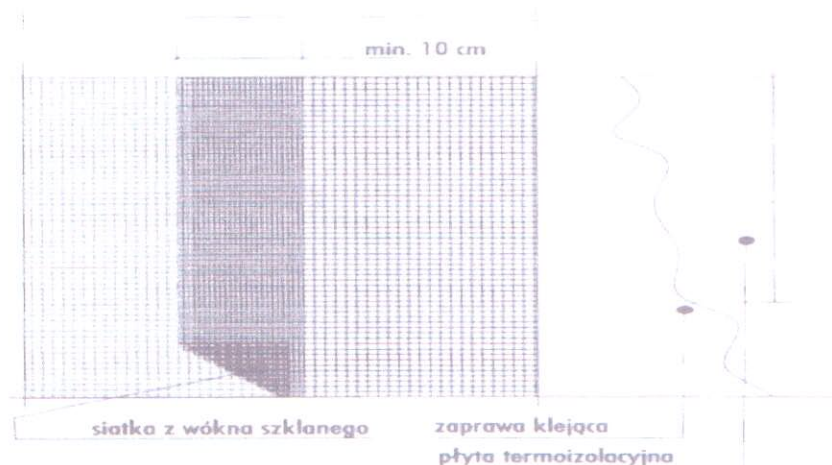 min. 10 cm
siatka z wókna szklanego
zaprawa klejąca
płyta termoizolacyjna